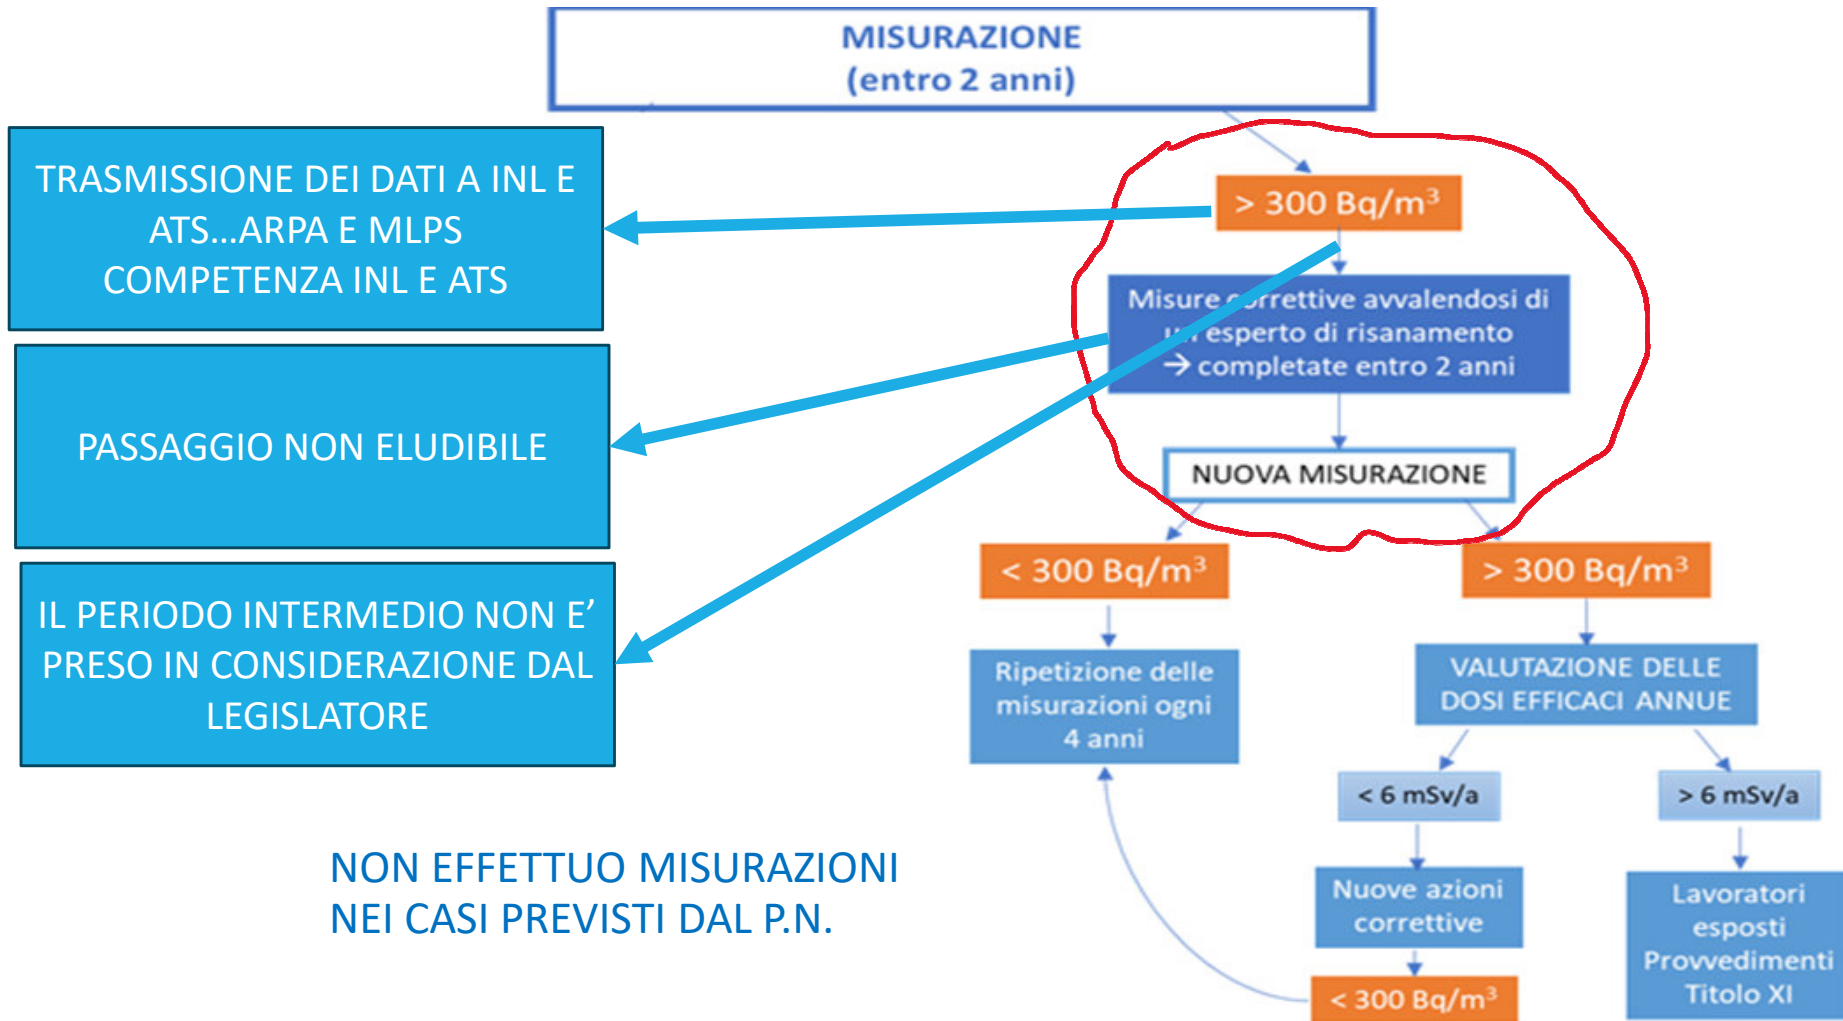 MISURAZIONE
(entro 2 anni)
TRASMISSIONE DEI DATI A INL E
ATS...ARPA E MLPS
COMPETENZA INL E ATS
> 300 Bq/m³
Misure correttive avvalendosi di
un esperto di risanamento
→ completate entro 2 anni
PASSAGGIO NON ELUDIBILE
NUOVA MISURAZIONE
< 300 Bq/m³
> 300 Bq/m³
IL PERIODO INTERMEDIO NON E’
PRESO IN CONSIDERAZIONE DAL
LEGISLATORE
Ripetizione delle
misurazioni ogni
4 anni
VALUTAZIONE DELLE
DOSI EFFICACI ANNUE
< 6 mSv/a
> 6 mSv/a
NON EFFETTUO MISURAZIONI
NEI CASI PREVISTI DAL P.N.
Nuove azioni
correttive
Lavoratori
esposti
Provvedimenti
Titolo XI
< 300 Bq/m³